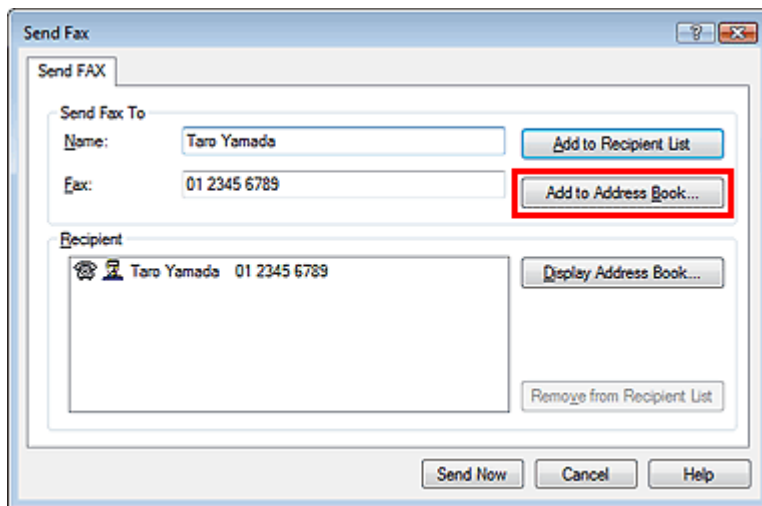 Send Fax
Send FAX
Send Fax To
Name: Taro Yamada Add to Recipient List
Fax: 01 2345 6789 Add to Address Book...
Recipient
Taro Yamada 01 2345 6789 Display Address Book...
Remove from Recipient List
Send Now Cancel Help